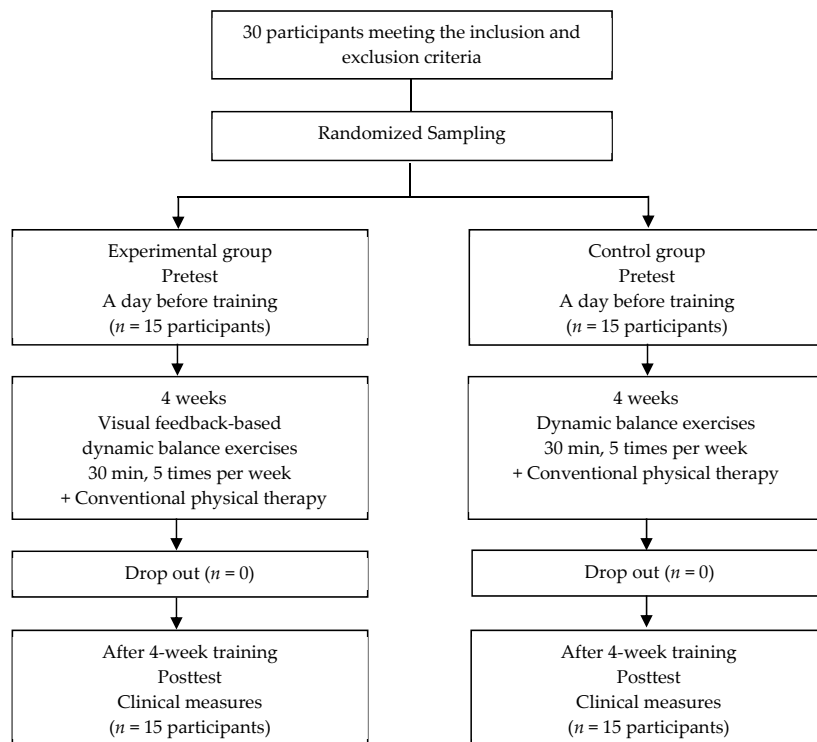 30 participants meeting the inclusion and
exclusion criteria
Randomized Sampling
Experimental group
Pretest
A day before training
(n = 15 participants)
Control group
Pretest
A day before training
(n = 15 participants)
4 weeks
Visual feedback-based
dynamic balance exercises
30 min, 5 times per week
+ Conventional physical therapy
4 weeks
Dynamic balance exercises
30 min, 5 times per week
+ Conventional physical therapy
Drop out (n = 0)
Drop out (n = 0)
After 4-week training
Posttest
Clinical measures
(n = 15 participants)
After 4-week training
Posttest
Clinical measures
(n = 15 participants)